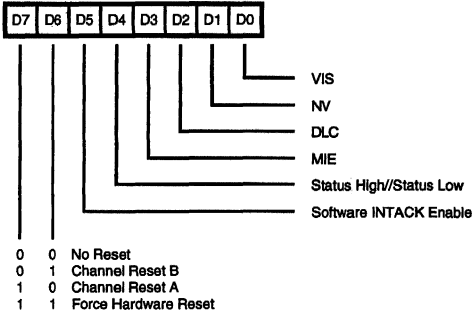 D7 D6 D5 D4 D3 D2 D1 D0
VIS
NV
DLC
MIE
Status High//Status Low
Software INTACK Enable
0 0 No Reset
0 1 Channel Reset B
1 0 Channel Reset A
1 1 Force Hardware Reset